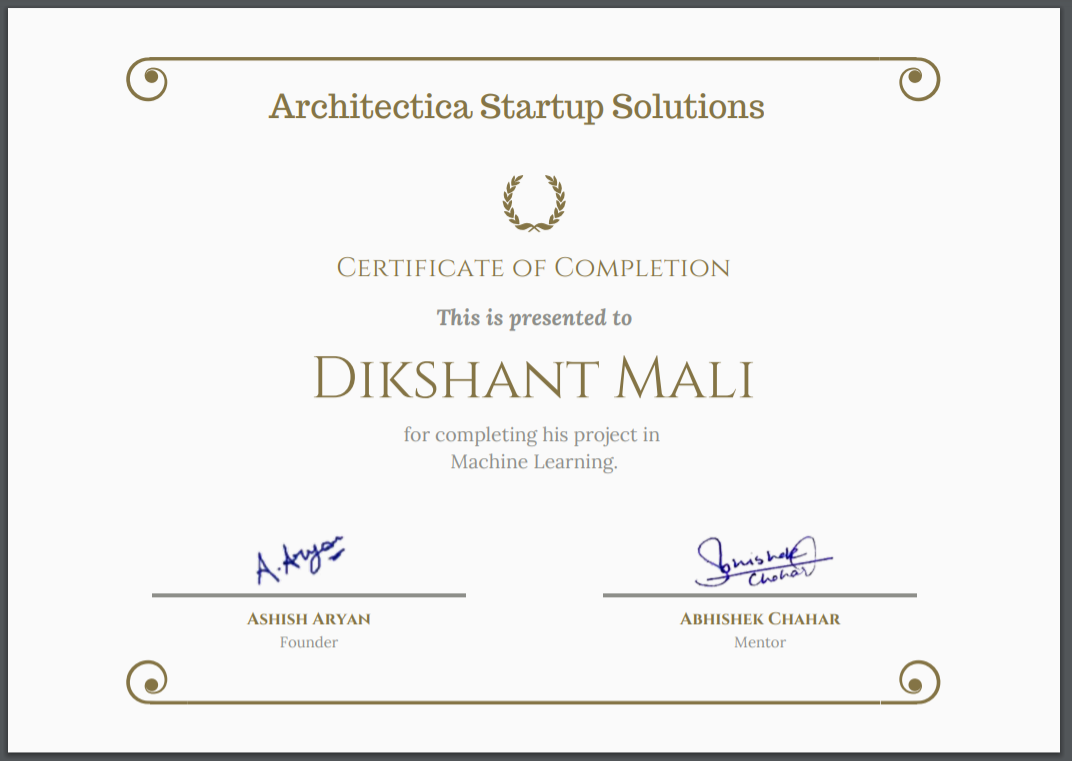 Architectica Startup Solutions
Certificate of Completion
This is presented to
Dikshant Mali
for completing his project in
Machine Learning.
A. Aryan
Abhishek
Chahar
Ashish Aryan
Abhishek Chahar
Founder
Mentor